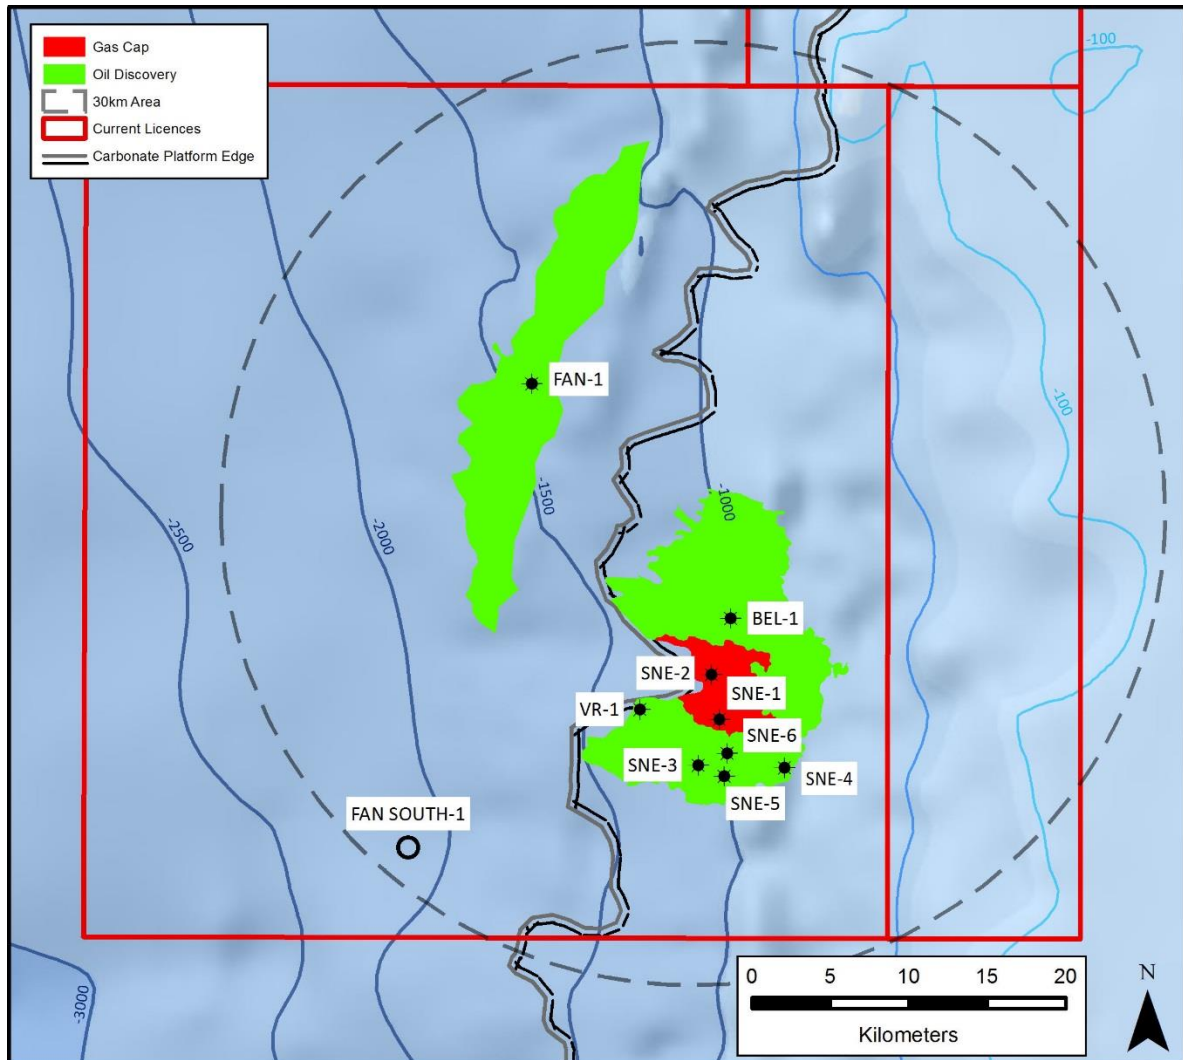 Gas Cap
Oil Discovery
30km Area
Current Licences
Carbonate Platform Edge
-100
FAN-1
-100
-1500
-1000
-2500
-2000
BEL-1
SNE-2
SNE-1
VR-1
SNE-6
SNE-3
SNE-4
SNE-5
FAN SOUTH-1
-3000
0 5 10 15 20
Kilometers
N